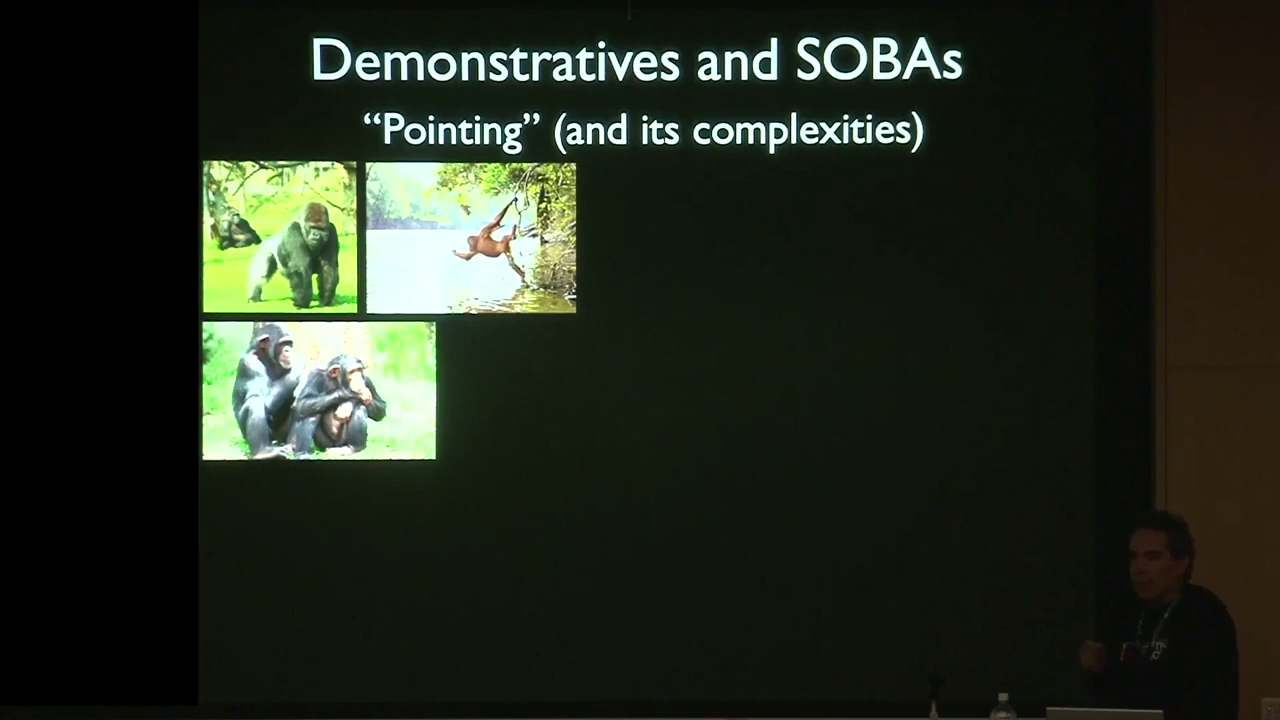 Demonstratives and SOBAs
“Pointing” (and its complexities)